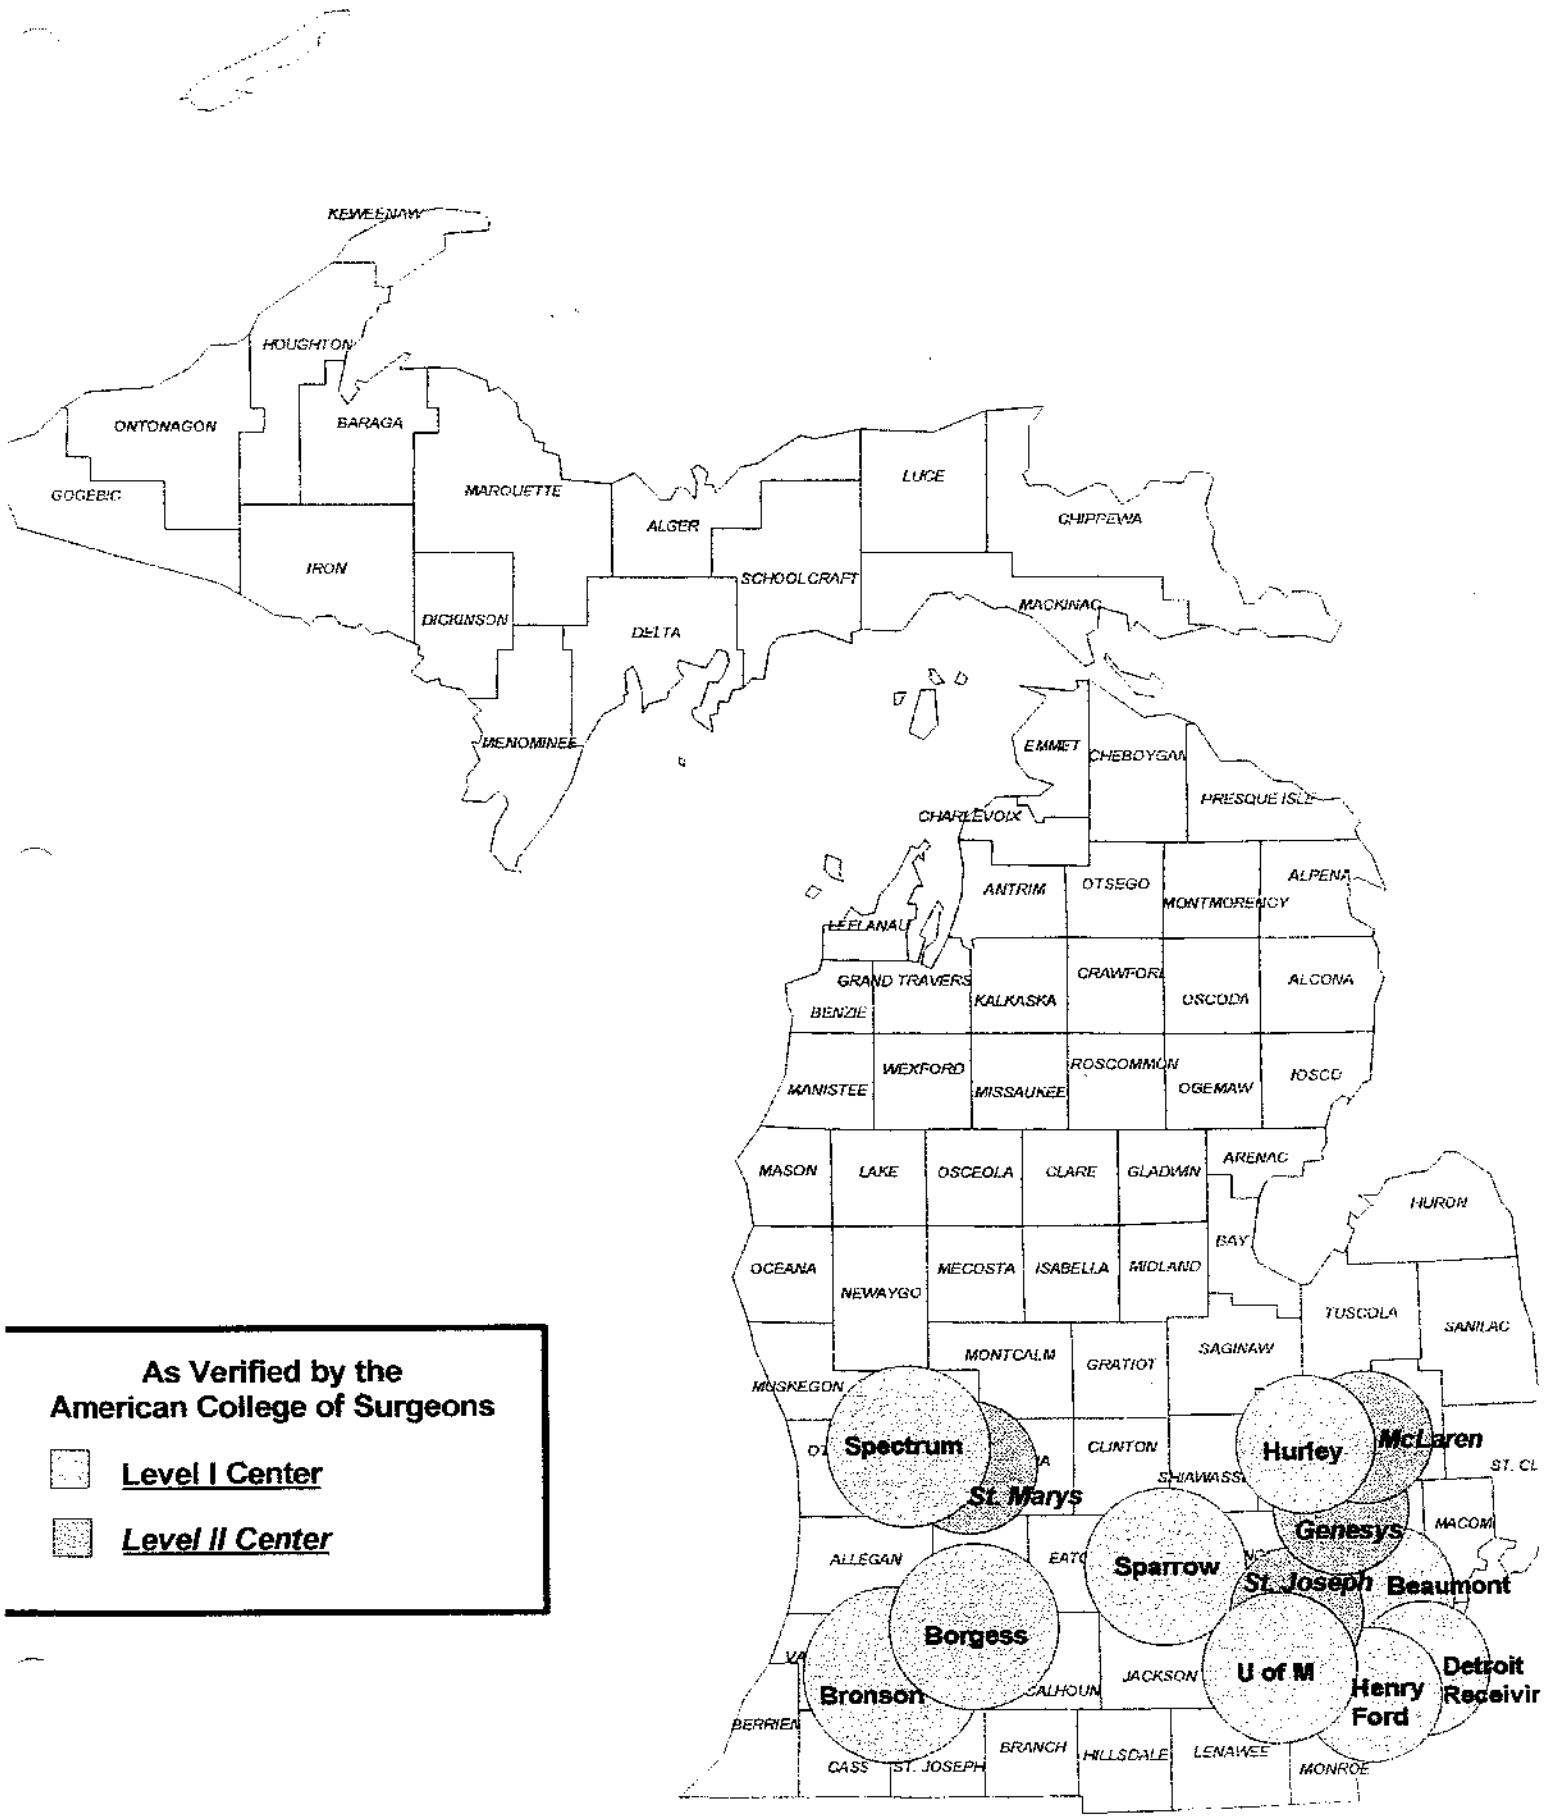 KEWEENAW
HOUGHTON
ONTONAGON
BARAGA
GOGEBIC
MARQUETTE
LUCE
ALGER
CHIPPEWA
IRON
SCHOOLCRAFT
DICKINSON
DELTA
MACKINAC
MENOMINEE
EMMET
CHEBOYGAN
PRESQUE ISLE
CHARLEVOIX
ANTRIM
OTSEGO
MONTMORENCY
ALPENA
LEELANAU
GRAND TRAVERS
BENZIE
KALKASKA
CRAWFORD
OSCODA
ALCONA
MANISTEE
WEXFORD
MISSAUKEE
ROSCOMMON
OGEMAW
IOSCO
MASON
LAKE
OSCEOLA
CLARE
GLADWIN
ARENAC
HURON
BAY
OCEANA
NEWAYGO
MECOSTA
ISABELLA
MIDLAND
TUSCOLA
SANILAC
MONTCALM
GRATIOT
SAGINAW
MUSKEGON
As Verified by the
American College of Surgeons
Level I Center
Level II Center
OT
Spectrum
IA
CLINTON
SHIAWASS
Hurley
McLaren
ST. CL
St. Marys
ALLEGAN
EATO
Sparrow
Genesys
MACOM
St. Joseph
Beaumont
VA
Borgess
Bronson
CALHOUN
JACKSON
U of M
Henry
Ford
Detroit
Receivin
BERRIEN
CASS
ST. JOSEPH
BRANCH
HILLSDALE
LENAWEE
MONROE